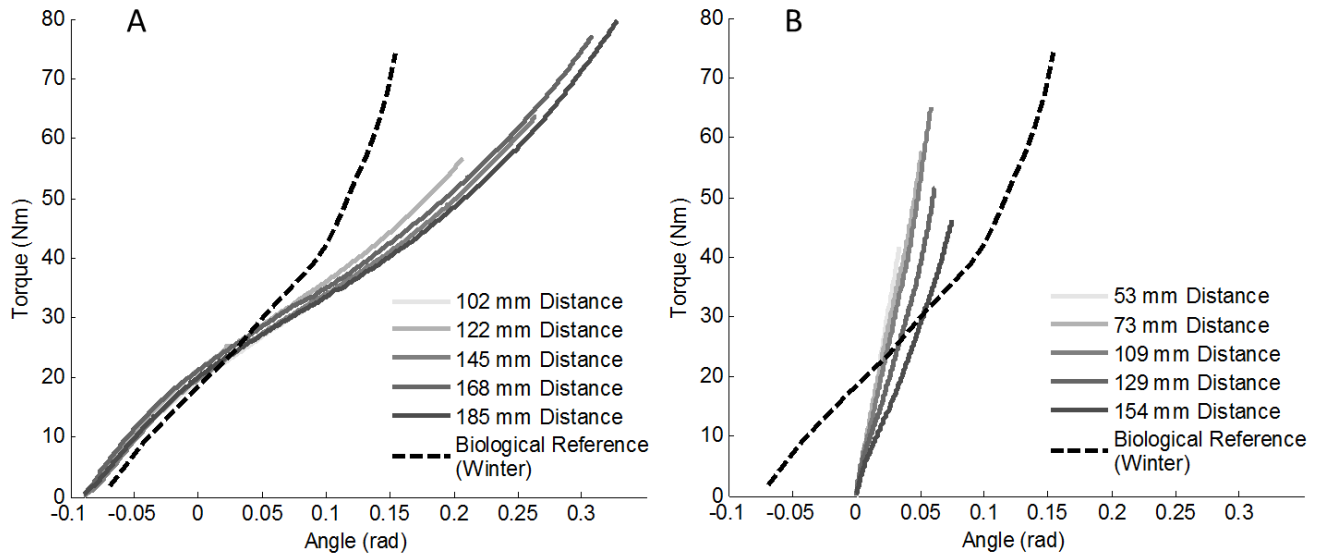 A
80
70
60
50
40
30
20
10
0
Torque (Nm)
102 mm Distance
122 mm Distance
145 mm Distance
168 mm Distance
185 mm Distance
Biological Reference
(Winter)
-0.1 -0.05 0 0.05 0.1 0.15 0.2 0.25 0.3
Angle (rad)
B
80
70
60
50
40
30
20
10
0
Torque (Nm)
53 mm Distance
73 mm Distance
109 mm Distance
129 mm Distance
154 mm Distance
Biological Reference
(Winter)
-0.1 -0.05 0 0.05 0.1 0.15 0.2 0.25 0.3
Angle (rad)